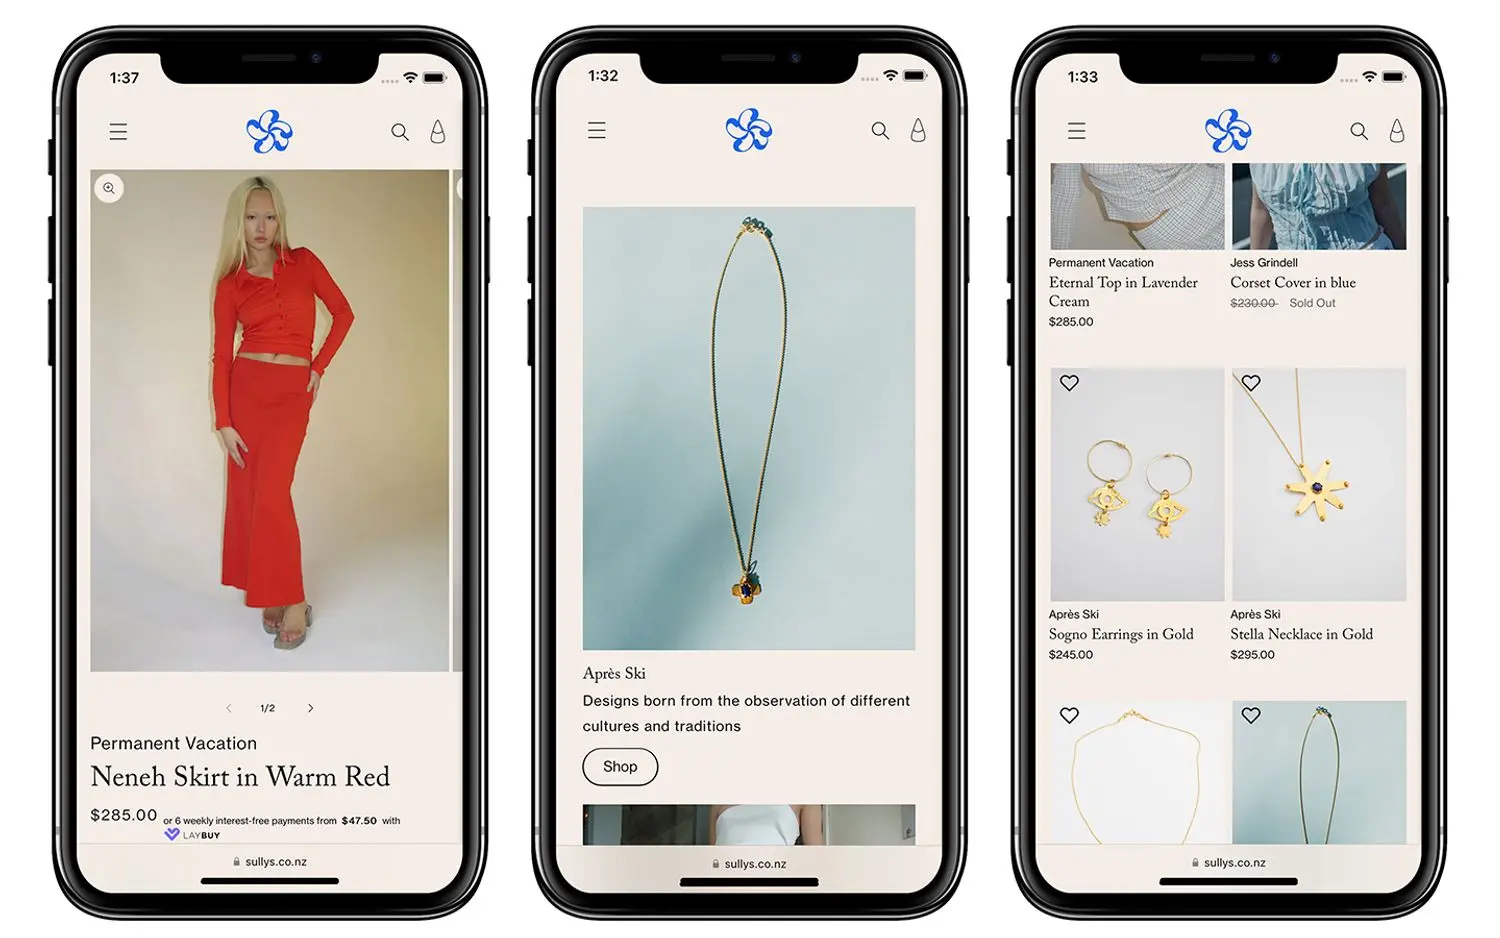 1:37
1/2
Permanent Vacation
Neneh Skirt in Warm Red
$285.00 or 6 weekly interest-free payments from $47.50 with
LAYBUY
sullys.co.nz
1:32
Après Ski
Designs born from the observation of different
cultures and traditions
Shop
sullys.co.nz
1:33
Permanent Vacation
Eternal Top in Lavender
Cream
$285.00
Jess Grindell
Corset Cover in blue
$230.00 Sold Out
Après Ski
Sogno Earrings in Gold
$245.00
Après Ski
Stella Necklace in Gold
$295.00
sullys.co.nz